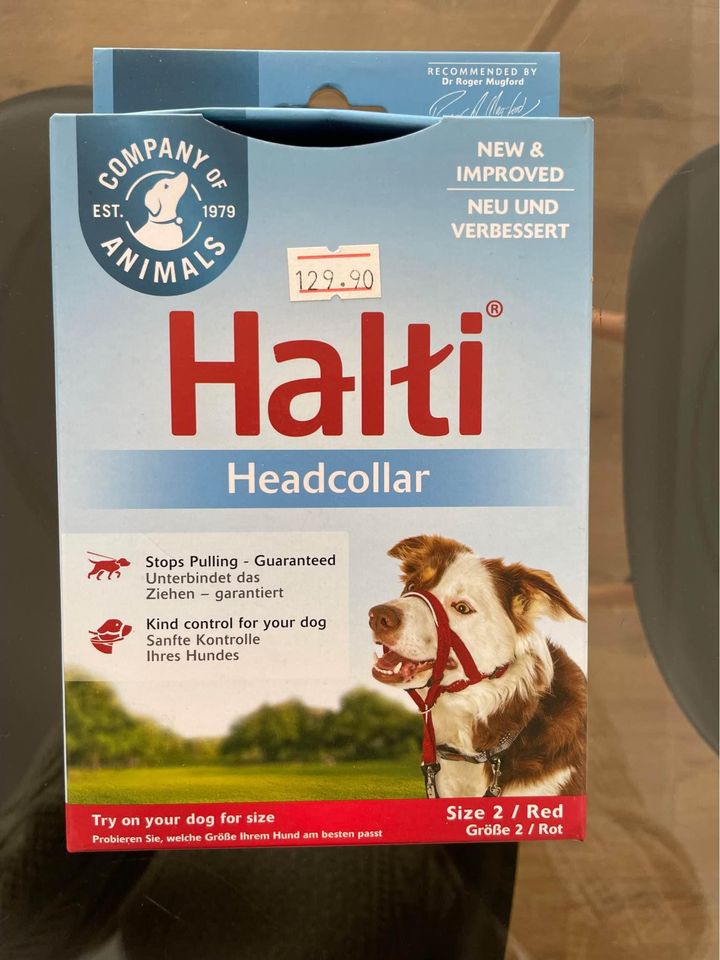 RECOMMENDED BY
Dr Roger Mugford
COMPANY OF
EST. 1979
ANIMALS
NEW &
IMPROVED
NEU UND
VERBESSERT
129.90
Halti®
Headcollar
Stops Pulling - Guaranteed
Unterbindet das
Ziehen – garantiert
Kind control for your dog
Sanfte Kontrolle
Ihres Hundes
Try on your dog for size
Probieren Sie, welche Größe Ihrem Hund am besten passt
Size 2 / Red
Größe 2 / Rot